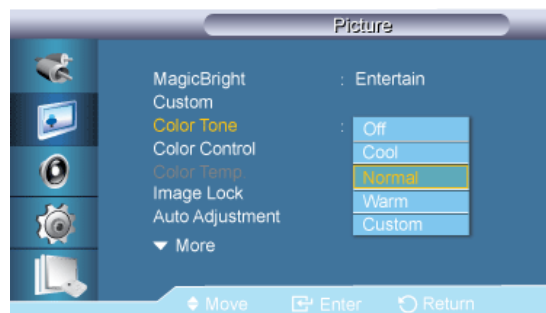 Picture
MagicBright : Entertain
Custom
Color Tone : Off
Color Control Cool
Color Temp. Normal
Image Lock Warm
Auto Adjustment Custom
▼ More
Move Enter Return